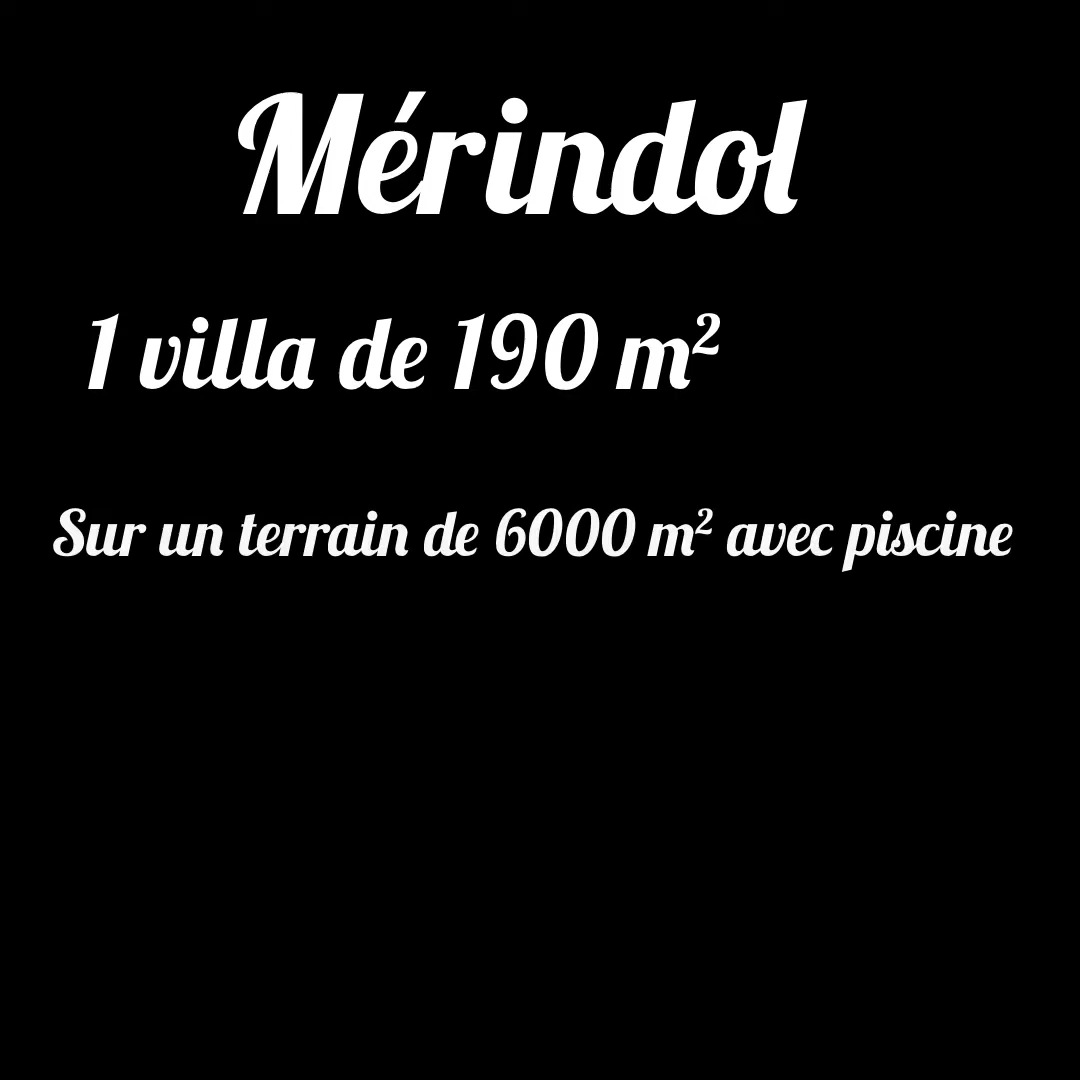 Mérindol
1 villa de 190 m²
Sur un terrain de 6000 m² avec piscine